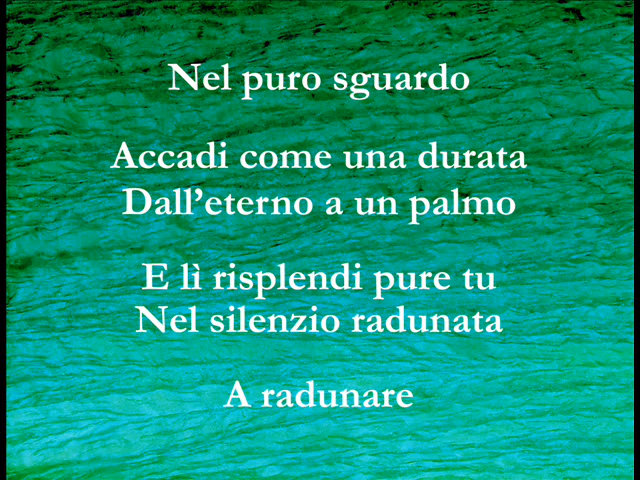 Nel puro sguardo
Accadi come una durata
Dall’eterno a un palmo
E lì risplendi pure tu
Nel silenzio radunata
A radunare